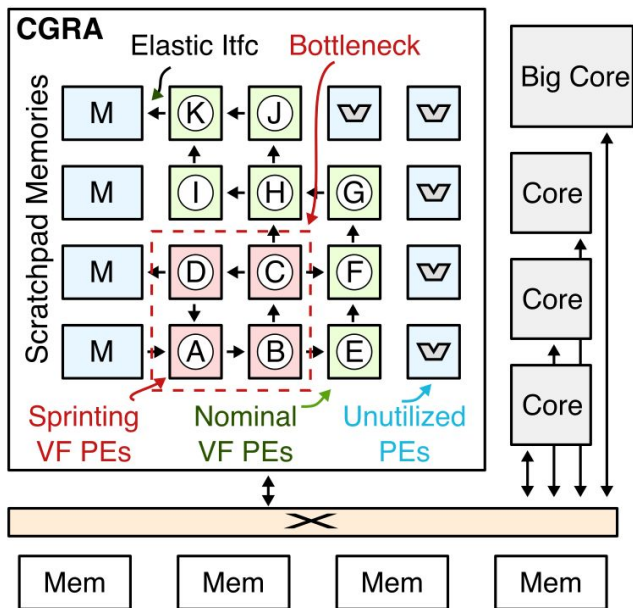 CGRA
Elastic Itfc
Bottleneck
Big Core
Scratchpad Memories
M K J
M I H G
Core
M D C F
Core
M A B E
Core
Sprinting
VF PEs
Nominal
VF PEs
Unutilized
PEs
Mem Mem Mem Mem